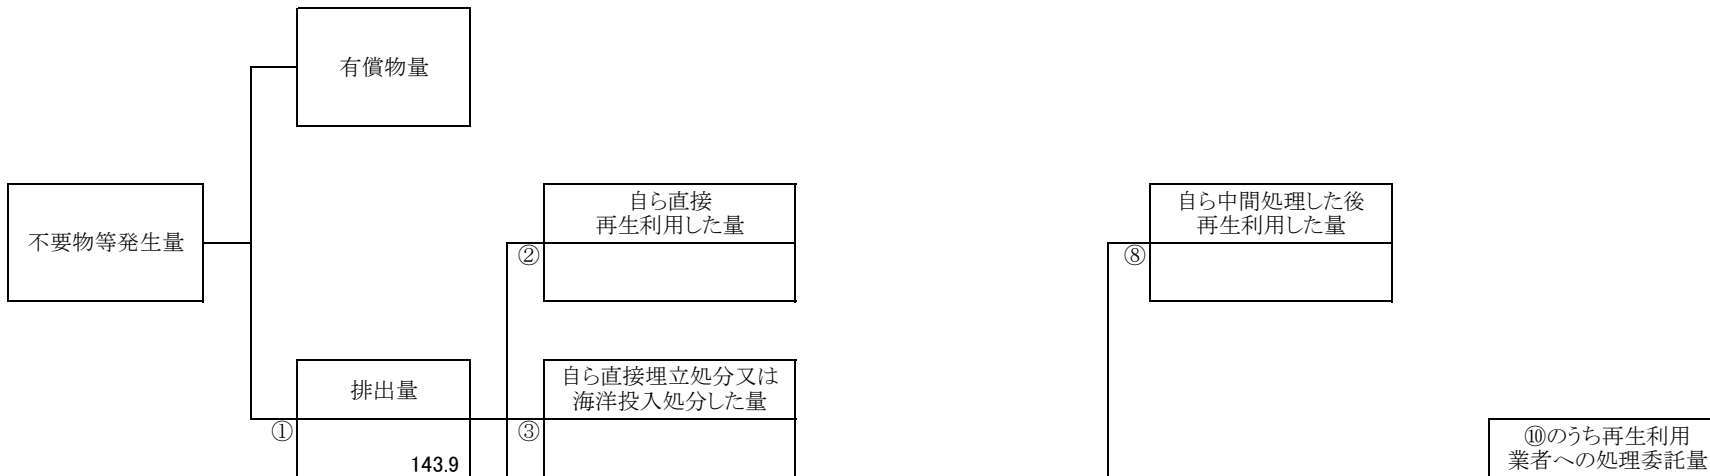 有償物量
不要物等発生量
自ら直接
再生利用した量
②
自ら中間処理した後
再生利用した量
⑧
排出量
①
143.9
自ら直接埋立処分又は
海洋投入処分した量
③
⑩のうち再生利用
業者への処理委託量